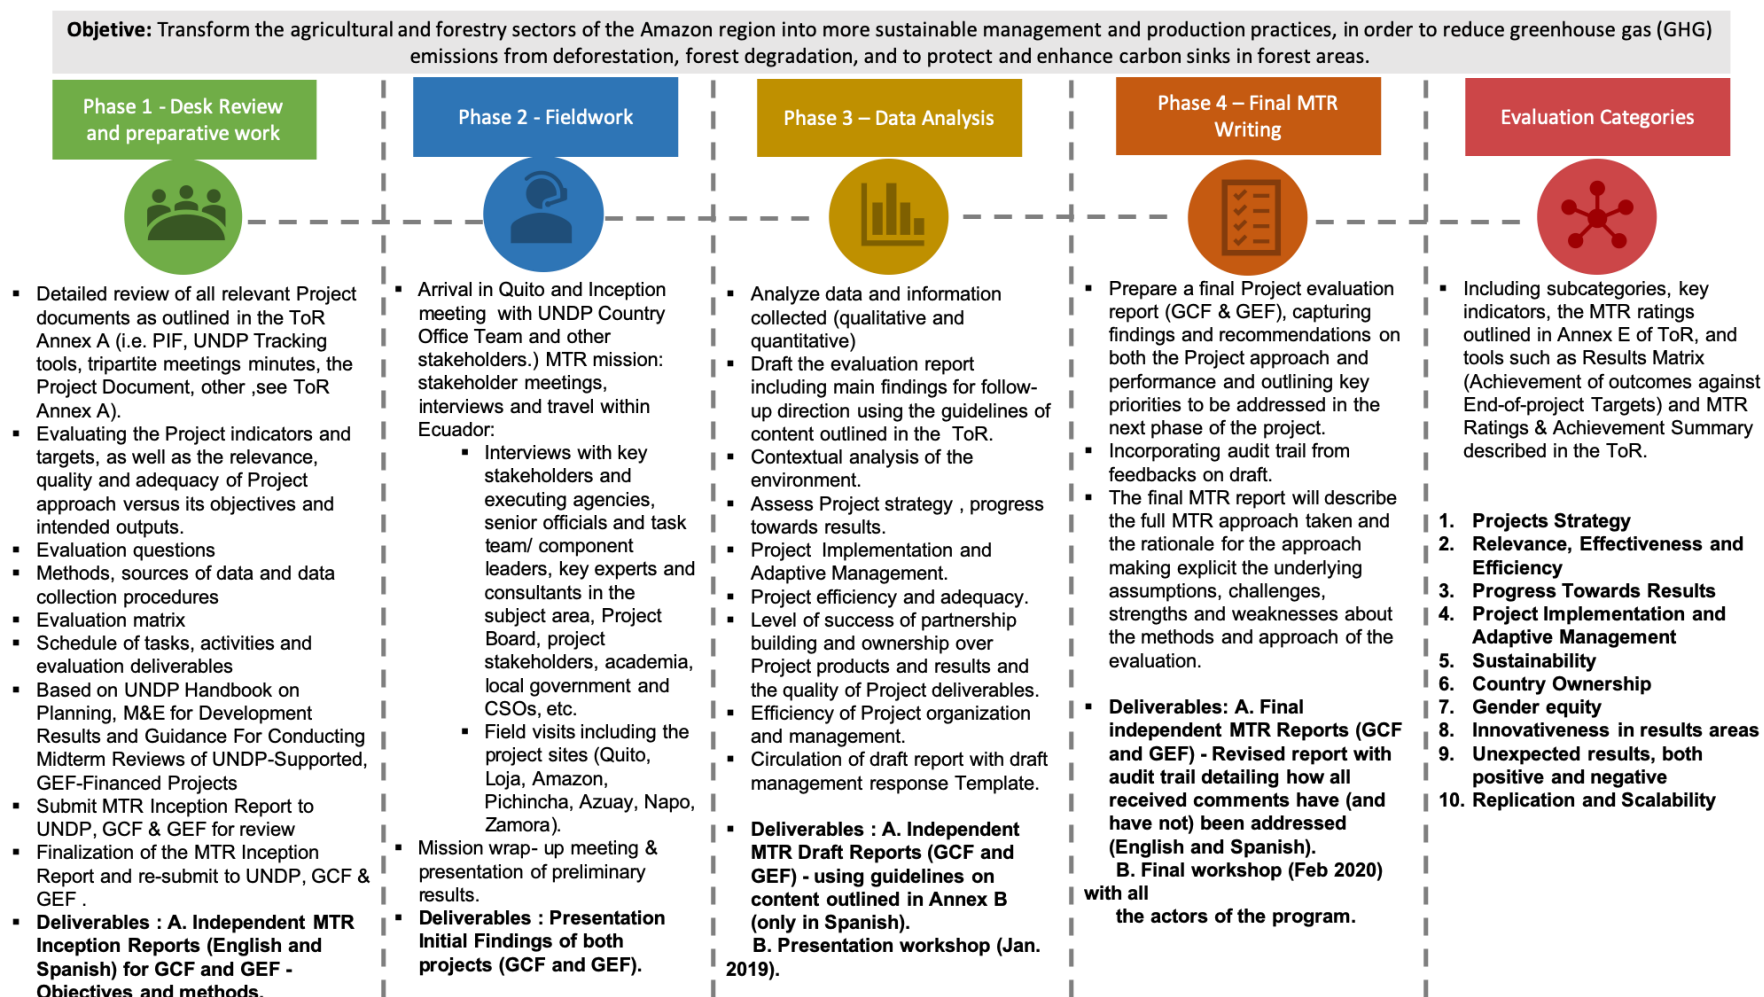 Objetive: Transform the agricultural and forestry sectors of the Amazon region into more sustainable management and production practices, in order to reduce greenhouse gas (GHG)
emissions from deforestation, forest degradation, and to protect and enhance carbon sinks in forest areas.
Phase 1 - Desk Review
and preparative work
▪ Detailed review of all relevant Project
documents as outlined in the ToR
Annex A (i.e. PIF, UNDP Tracking
tools, tripartite meetings minutes, the
Project Document, other ,see ToR
Annex A).
▪ Evaluating the Project indicators and
targets, as well as the relevance,
quality and adequacy of Project
approach versus its objectives and
intended outputs.
▪ Evaluation questions
▪ Methods, sources of data and data
collection procedures
▪ Evaluation matrix
▪ Schedule of tasks, activities and
evaluation deliverables
▪ Based on UNDP Handbook on
Planning, M&E for Development
Results and Guidance For Conducting
Midterm Reviews of UNDP-Supported,
GEF-Financed Projects
▪ Submit MTR Inception Report to
UNDP, GCF & GEF for review
▪ Finalization of the MTR Inception
Report and re-submit to UNDP, GCF &
GEF .
▪ Deliverables : A. Independent MTR
Inception Reports (English and
Spanish) for GCF and GEF -
Objectives and methods.
Phase 2 - Fieldwork
▪ Arrival in Quito and Inception
meeting with UNDP Country
Office Team and other
stakeholders.) MTR mission:
stakeholder meetings,
interviews and travel within
Ecuador:
▪ Interviews with key
stakeholders and
executing agencies,
senior officials and task
team/ component
leaders, key experts and
consultants in the
subject area, Project
Board, project
stakeholders, academia,
local government and
CSOs, etc.
▪ Field visits including the
project sites (Quito,
Loja, Amazon,
Pichincha, Azuay, Napo,
Zamora).
▪ Mission wrap- up meeting &
presentation of preliminary
results.
▪ Deliverables : Presentation
Initial Findings of both
projects (GCF and GEF).
Phase 3 – Data Analysis
▪ Analyze data and information
collected (qualitative and
quantitative)
▪ Draft the evaluation report
including main findings for follow-
up direction using the guidelines of
content outlined in the ToR.
▪ Contextual analysis of the
environment.
▪ Assess Project strategy , progress
towards results.
▪ Project Implementation and
Adaptive Management.
▪ Project efficiency and adequacy.
▪ Level of success of partnership
building and ownership over
Project products and results and
the quality of Project deliverables.
▪ Efficiency of Project organization
and management.
▪ Circulation of draft report with draft
management response Template.
▪ Deliverables : A. Independent
MTR Draft Reports (GCF and
GEF) - using guidelines on
content outlined in Annex B
(only in Spanish).
B. Presentation workshop (Jan.
2019).
Phase 4 – Final MTR
Writing
▪ Prepare a final Project evaluation
report (GCF & GEF), capturing
findings and recommendations on
both the Project approach and
performance and outlining key
priorities to be addressed in the
next phase of the project.
▪ Incorporating audit trail from
feedbacks on draft.
▪ The final MTR report will describe
the full MTR approach taken and
the rationale for the approach
making explicit the underlying
assumptions, challenges,
strengths and weaknesses about
the methods and approach of the
evaluation.
▪ Deliverables: A. Final
independent MTR Reports (GCF
and GEF) - Revised report with
audit trail detailing how all
received comments have (and
have not) been addressed
(English and Spanish).
B. Final workshop (Feb 2020)
with all
the actors of the program.
Evaluation Categories
▪ Including subcategories, key
indicators, the MTR ratings
outlined in Annex E of ToR, and
tools such as Results Matrix
(Achievement of outcomes against
End-of-project Targets) and MTR
Ratings & Achievement Summary
described in the ToR.
1. Projects Strategy
2. Relevance, Effectiveness and
Efficiency
3. Progress Towards Results
4. Project Implementation and
Adaptive Management
5. Sustainability
6. Country Ownership
7. Gender equity
8. Innovativeness in results areas
9. Unexpected results, both
positive and negative
10. Replication and Scalability